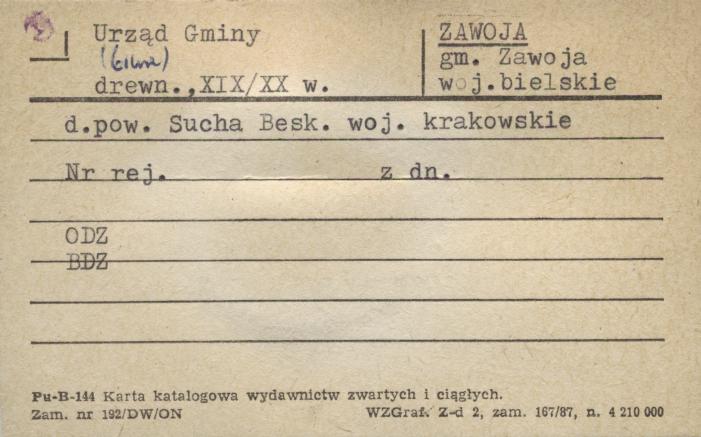 Urząd Gminy
drewn., XIX/XX w.
ZAWOJA
gm. Zawoja
woj.bielskie
d.pow. Sucha Besk. woj. krakowskie
Nr rej. z dn.
ODZ
BDZ
Pu-B-144 Karta katalogowa wydawnictw zwartych i ciągłych.
Zam. nr 192/DW/ON WZGraf. Z-d 2, zam. 167/87, n. 4 210 000